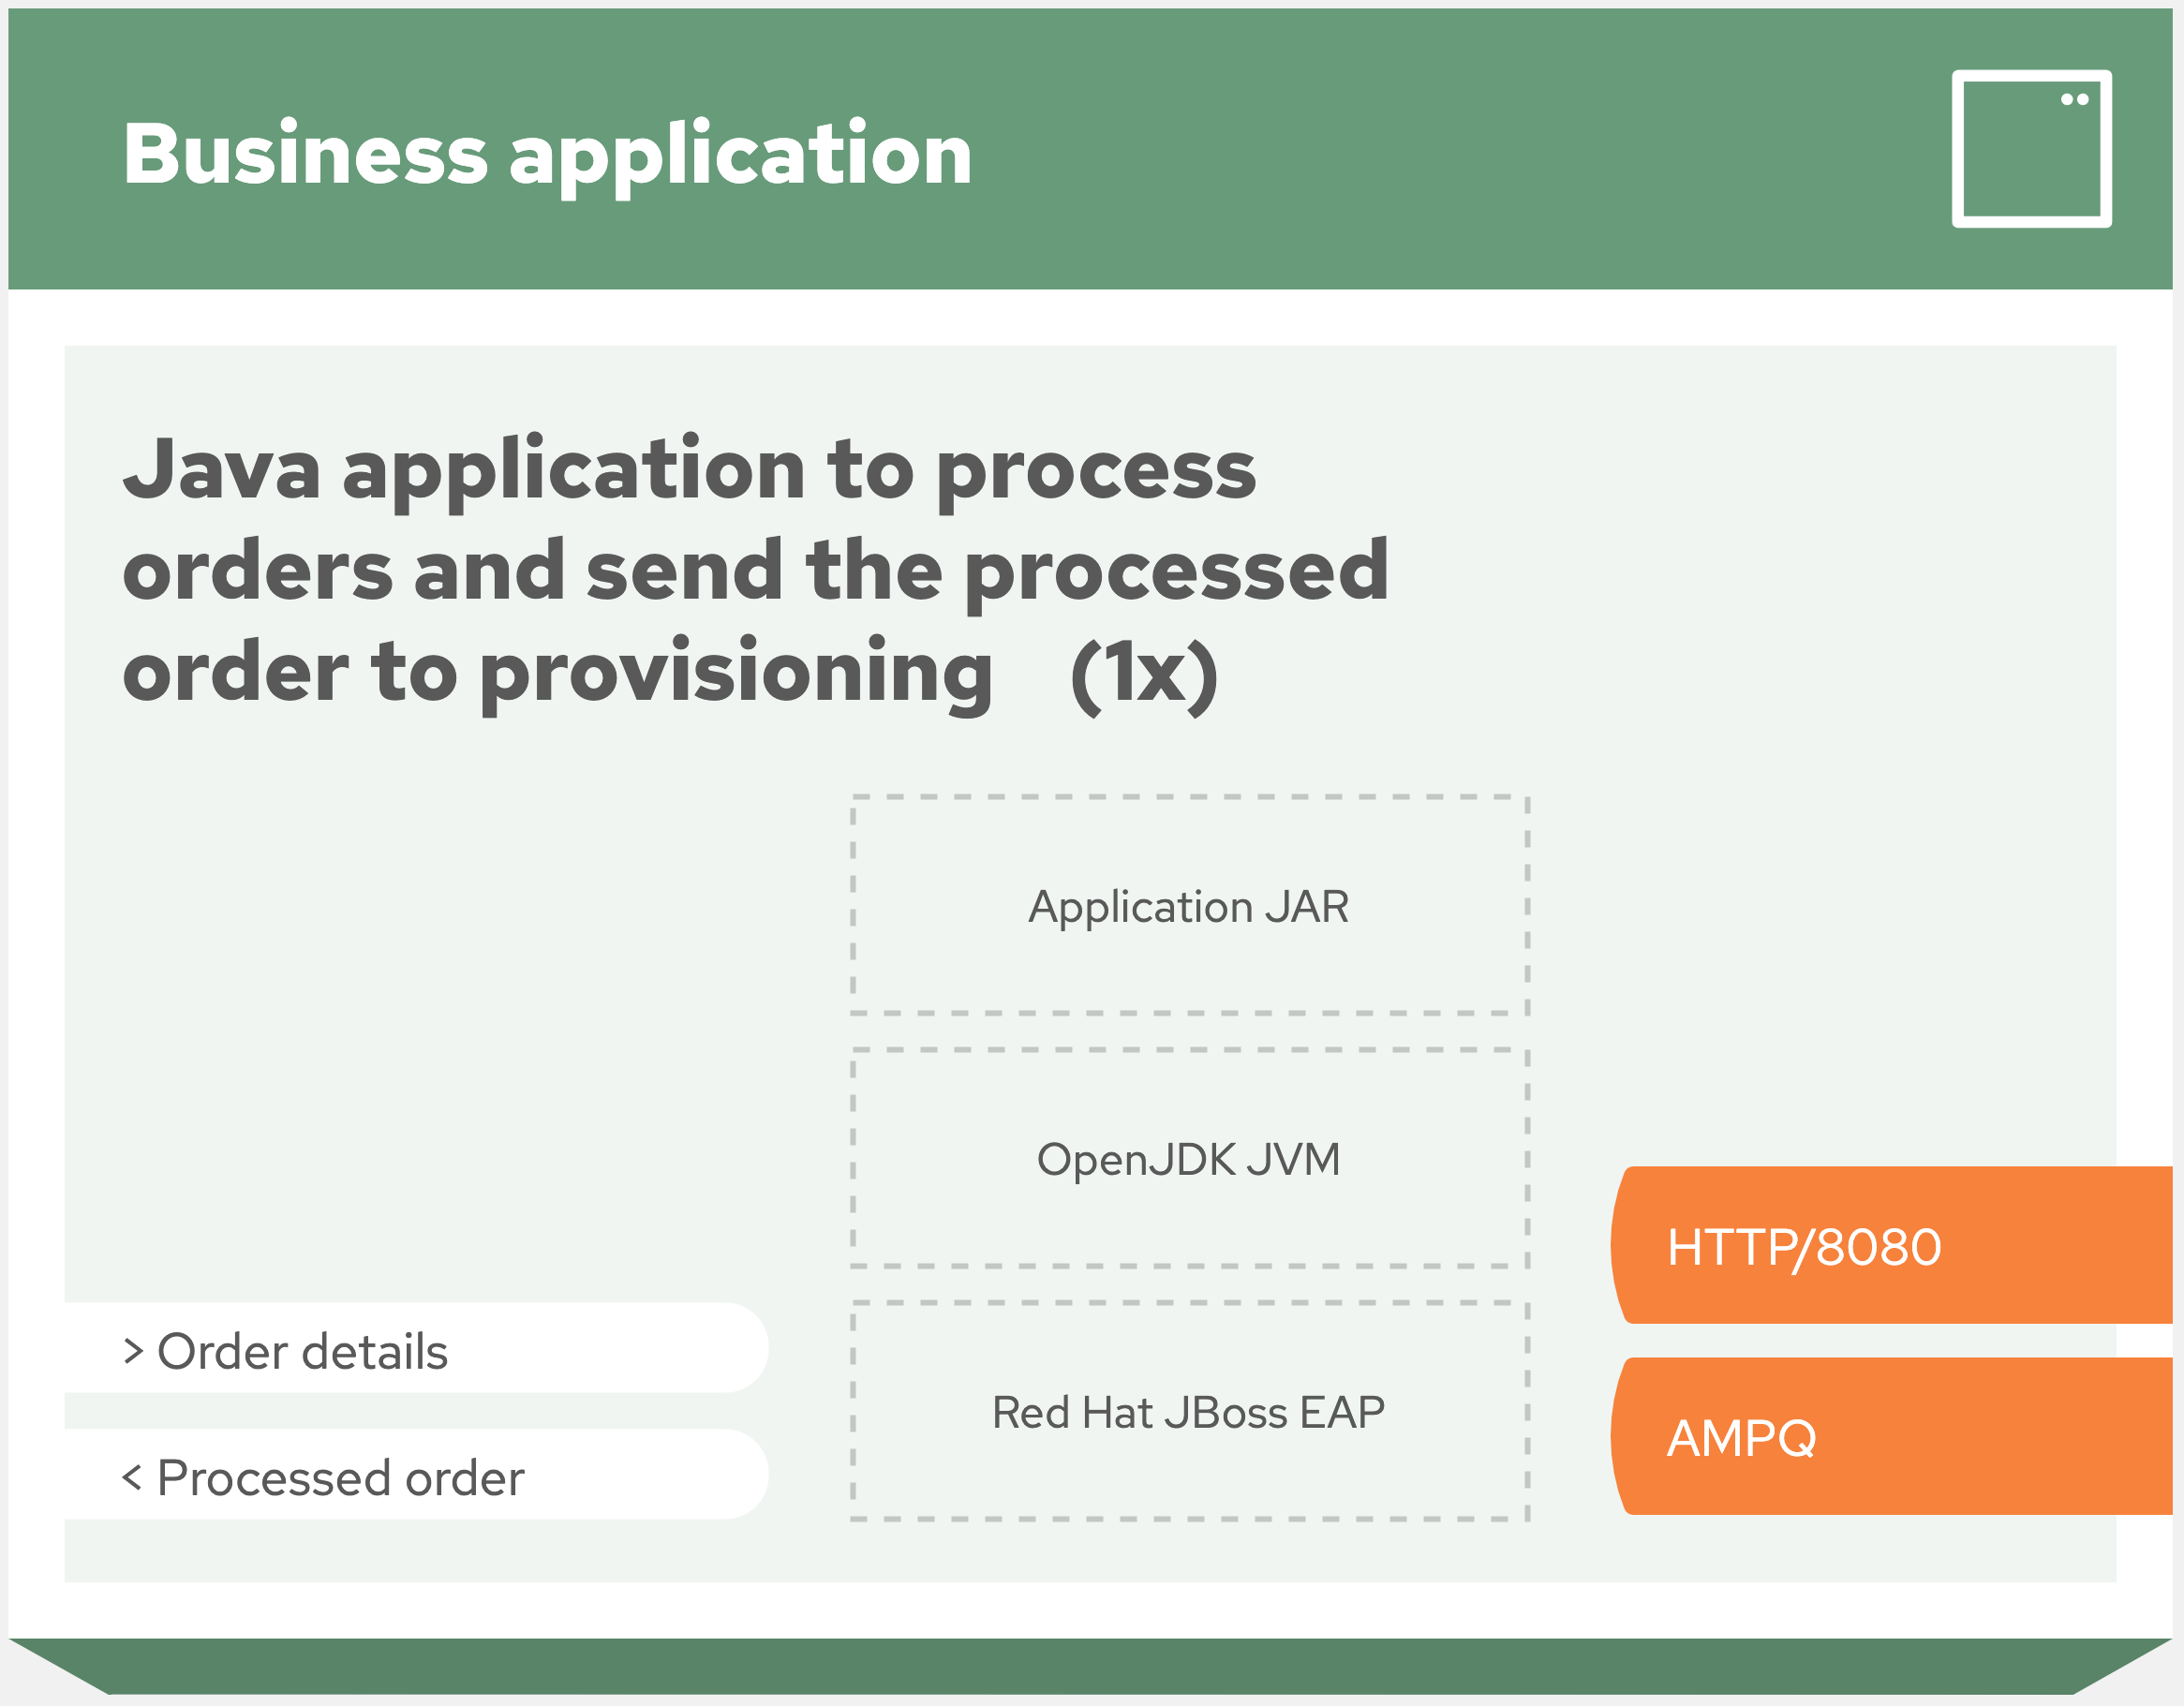 Business application
Java application to process
orders and send the processed
order to provisioning (1x)
Application JAR
OpenJDK JVM
Red Hat JBoss EAP
> Order details
< Processed order
HTTP/8080
AMPQ